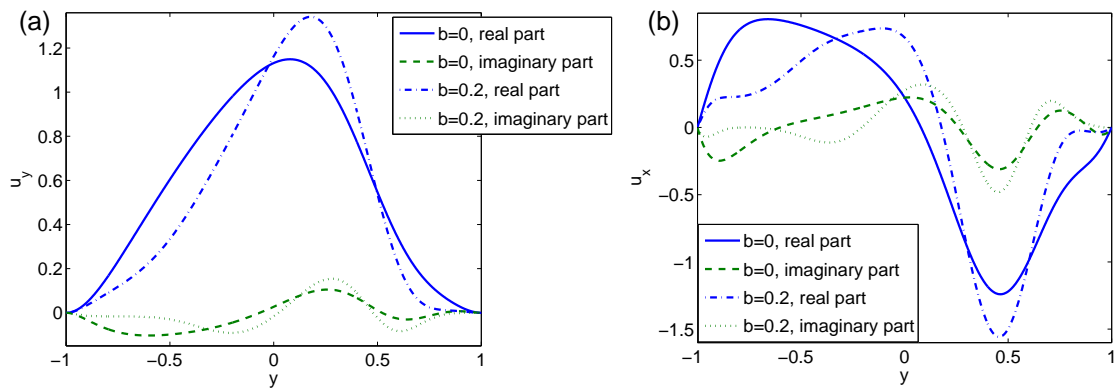 (a)
1.2
1
0.8
0.6
0.4
0.2
0
u_y
−1
−0.5
0
0.5
1
y
b=0, real part
b=0, imaginary part
b=0.2, real part
b=0.2, imaginary part
(b)
0.5
0
−0.5
−1
−1.5
u_x
−1
−0.5
0
0.5
1
y
b=0, real part
b=0, imaginary part
b=0.2, real part
b=0.2, imaginary part